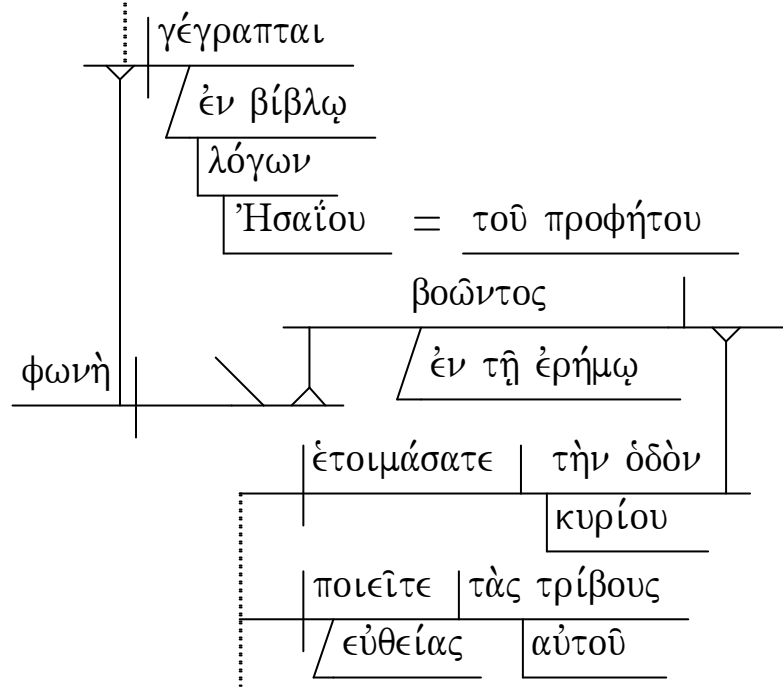 γέγραπται
ἐν βίβλῳ
λόγων
Ἠσαΐου = τοῦ προφήτου
βοῶντος
ἐν τῇ ἐρήμῳ
φωνὴ
ἑτοιμάσατε τὴν ὁδὸν
κυρίου
ποιεῖτε τὰς τρίβους
εὐθείας αὐτοῦ